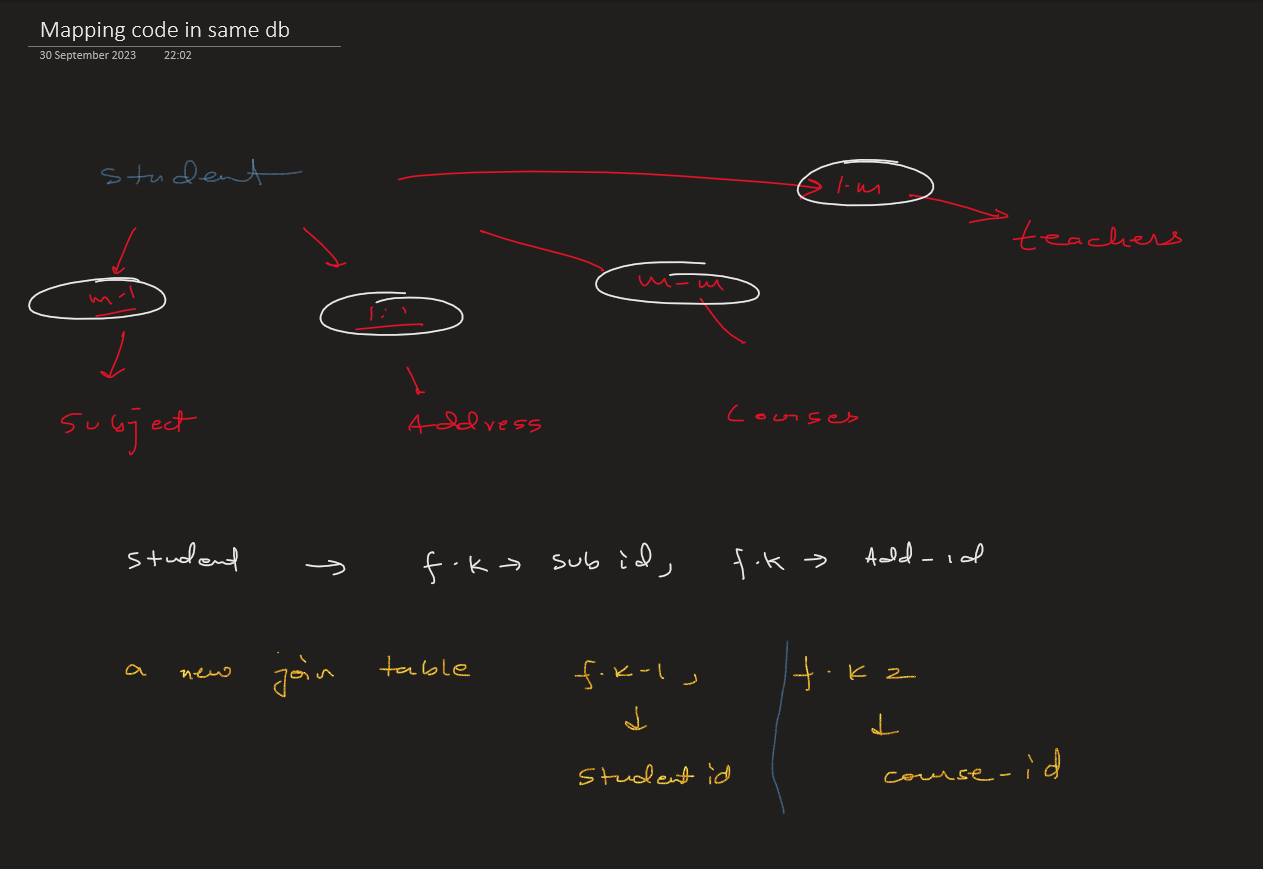 Mapping code in same db
30 September 2023 22:02
student
1.m
teachers
m-1
1:1
m-m
Subject
Address
Courses
Student → f.k → sub id, f.k → Add-id
a new join table f.k-1, f.k 2
student id course-id